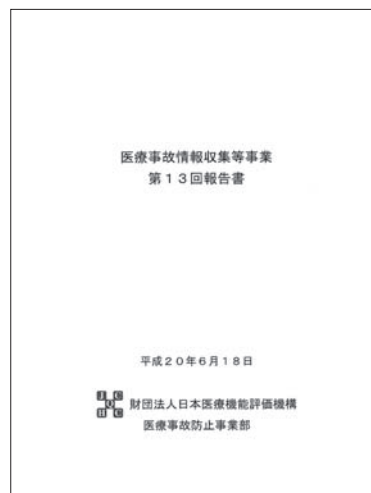 医療事故情報収集等事業
第１３回報告書
平成２０年６月１８日
財団法人日本医療機能評価機構
医療事故防止事業部